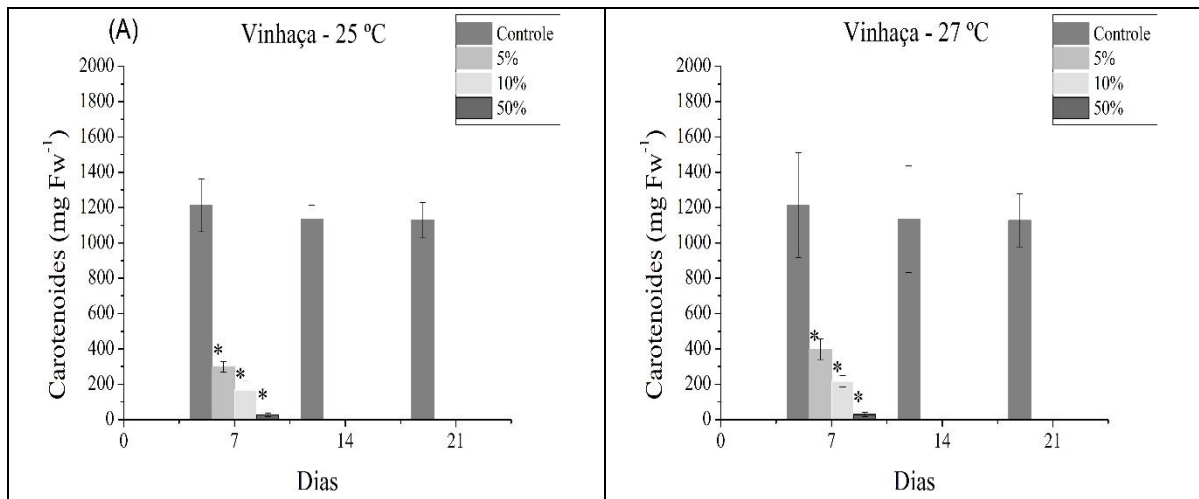 (A)
Vinhaça - 25 ºC
Controle
5%
10%
50%
Carotenoides (mg Fw⁻¹)
2000
1800
1600
1400
1200
1000
800
600
400
200
0
* * *
0 7 14 21
Dias
Vinhaça - 27 ºC
Controle
5%
10%
50%
Carotenoides (mg Fw⁻¹)
2000
1800
1600
1400
1200
1000
800
600
400
200
0
* * *
0 7 14 21
Dias